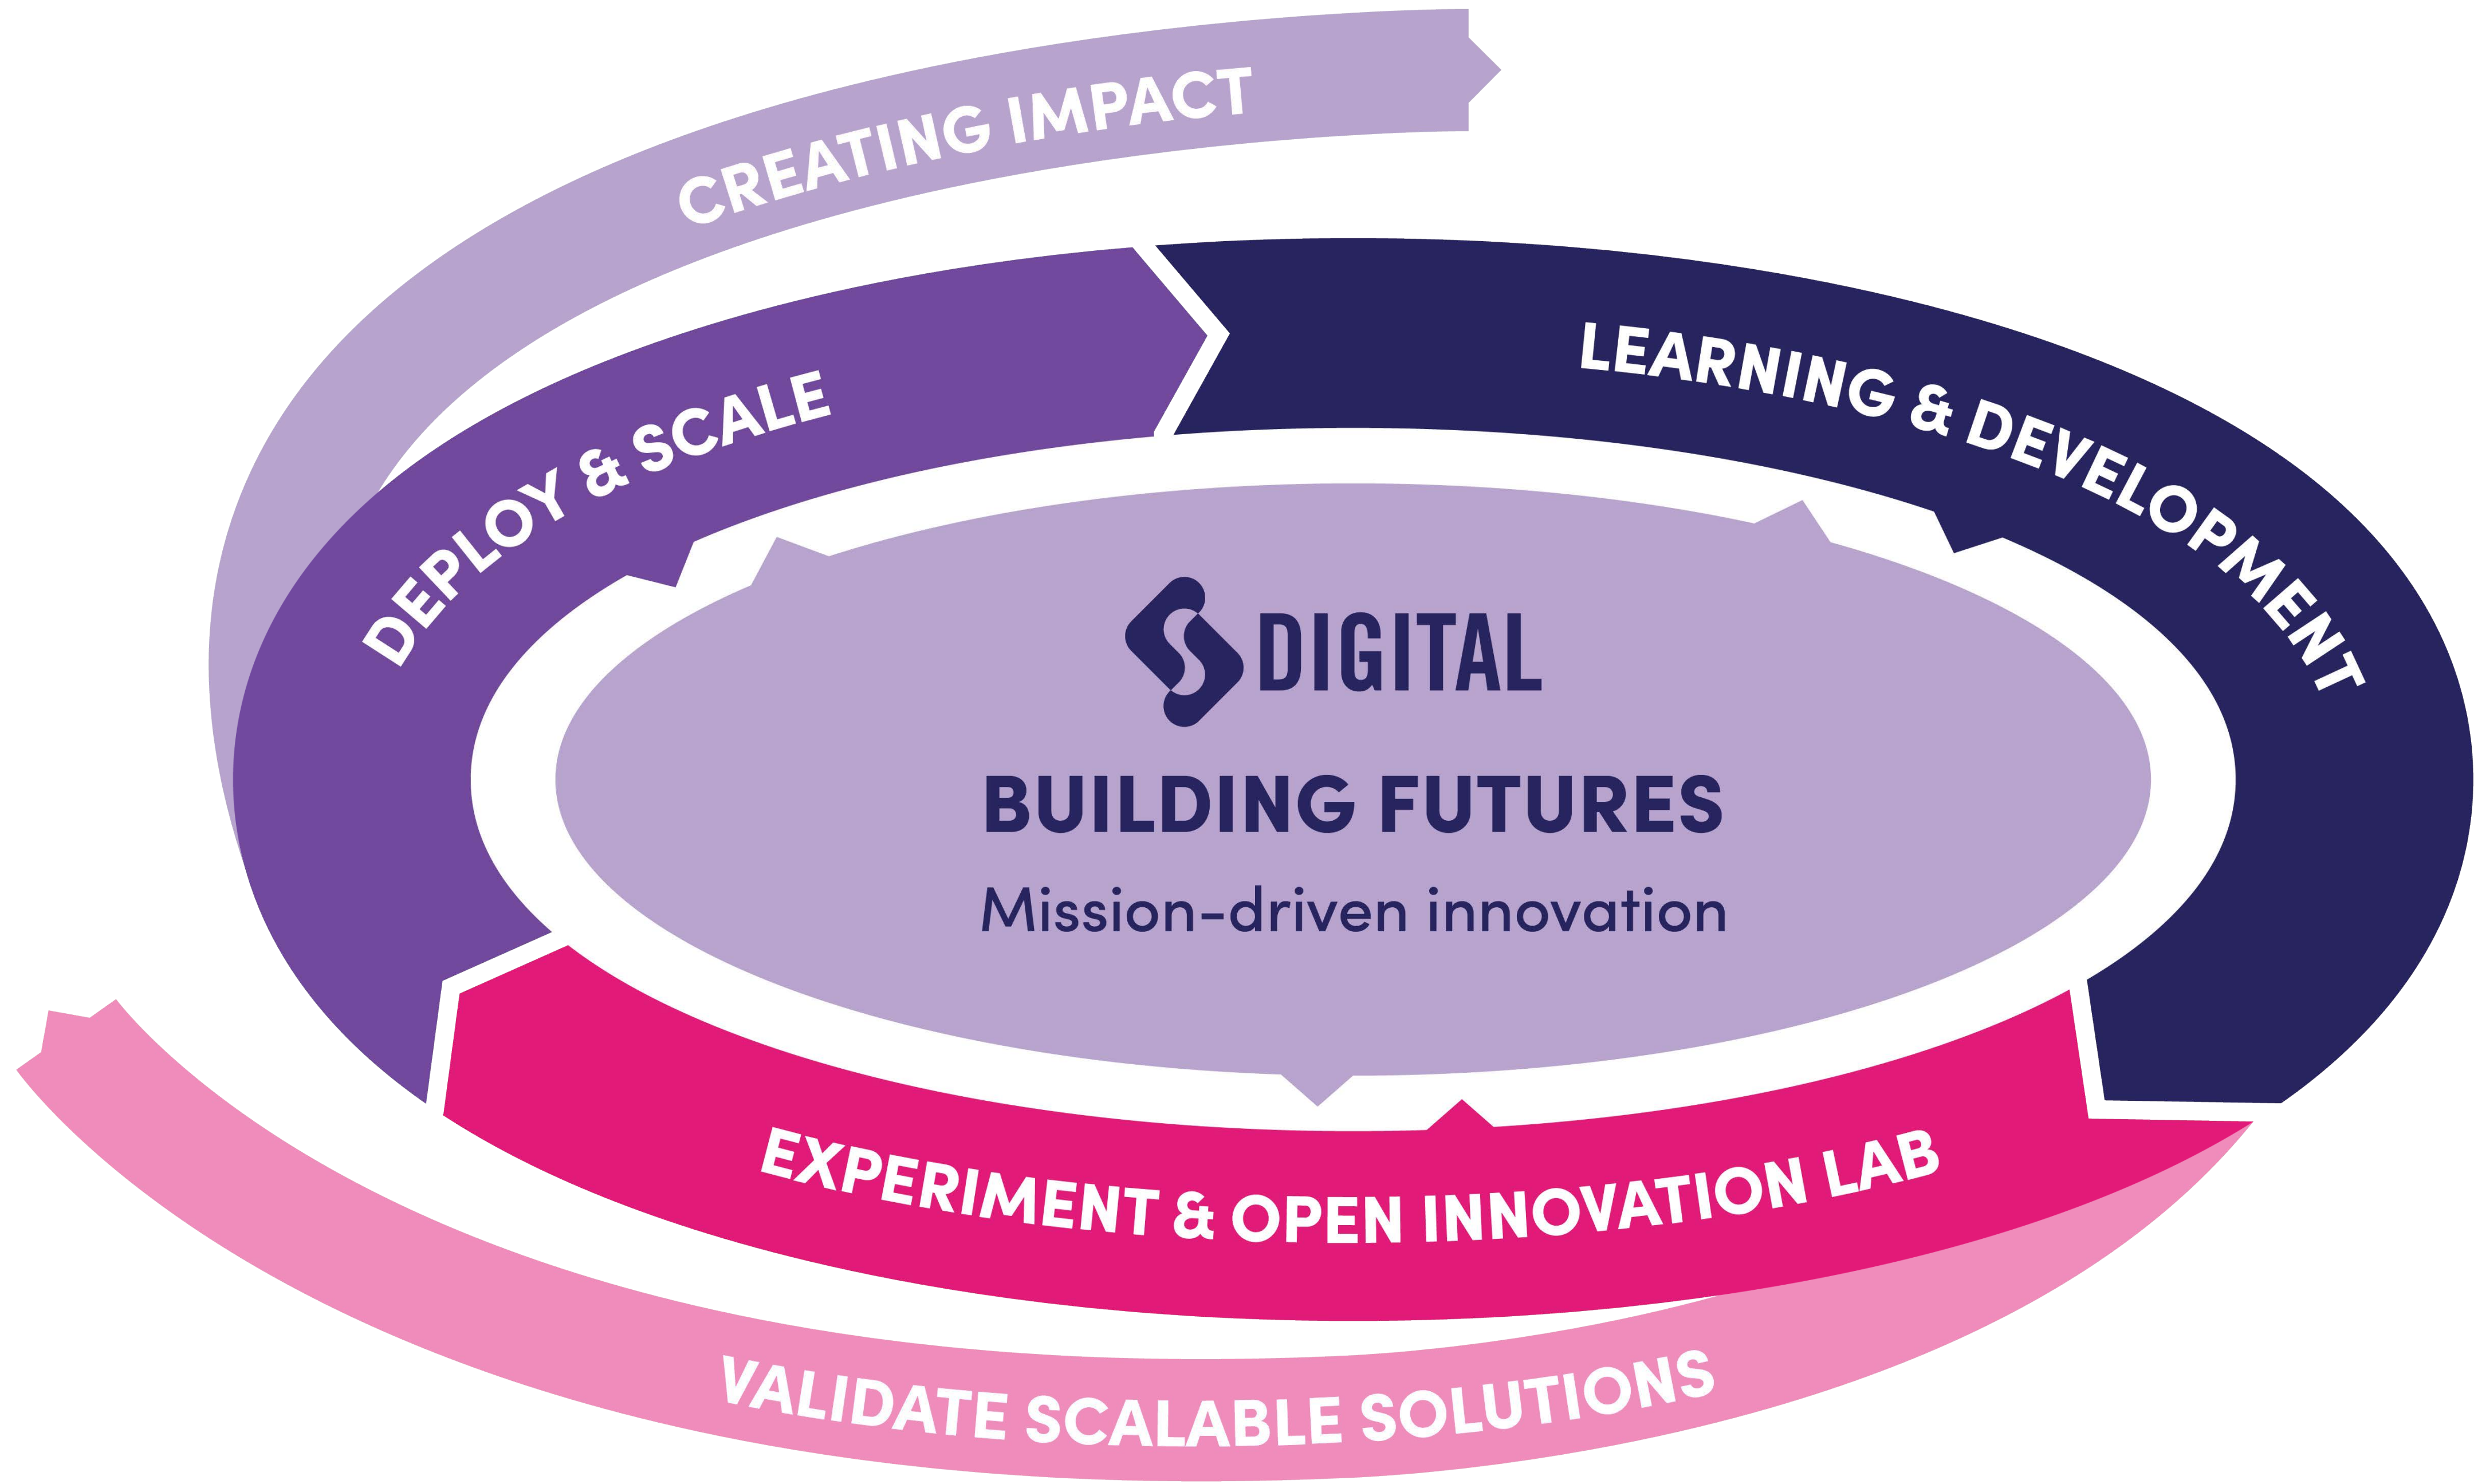 CREATING IMPACT
DEPLOY & SCALE
LEARNING & DEVELOPMENT
DIGITAL
BUILDING FUTURES
Mission-driven innovation
EXPERIMENT & OPEN INNOVATION LAB
VALIDATE SCALABLE SOLUTIONS